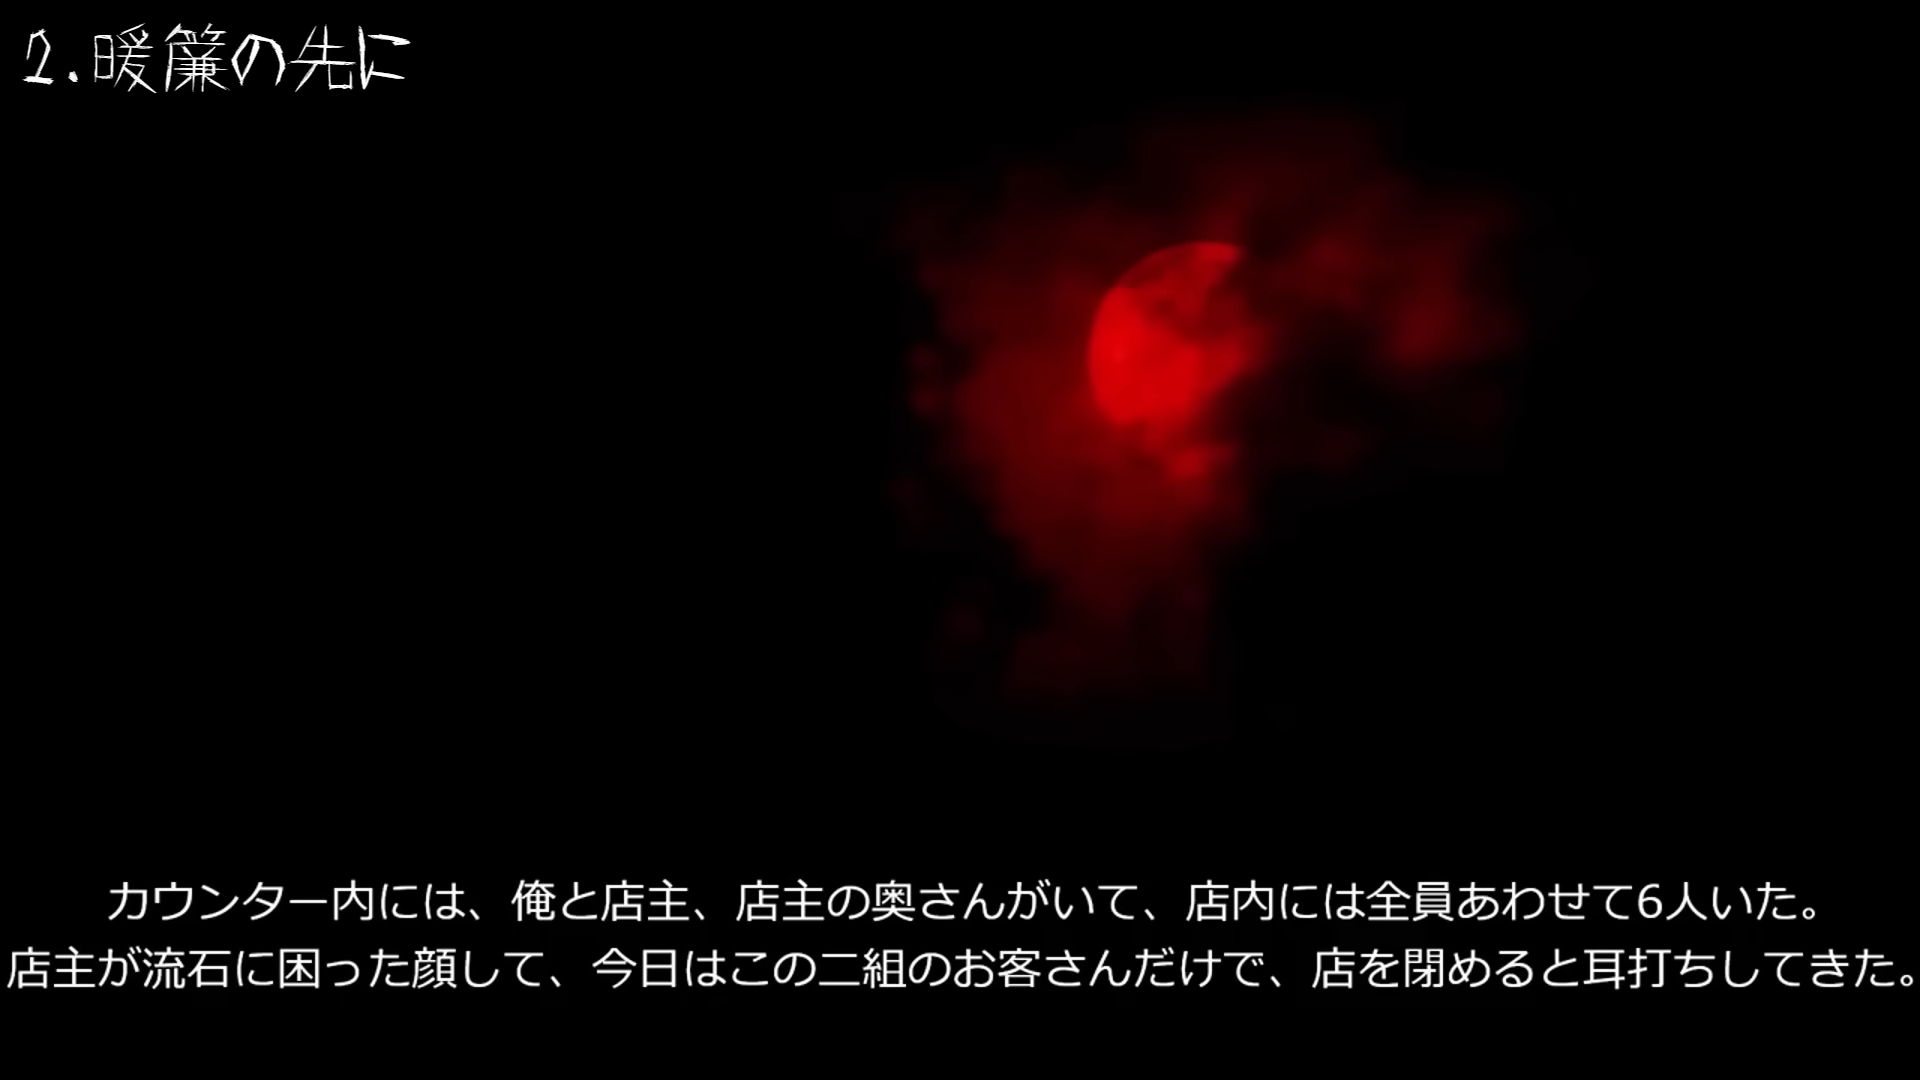 2.暖簾の先に
カウンター内には、俺と店主、店主の奥さんがいて、店内には全員あわせて6人いた。
店主が流石に困った顔して、今日はこの二組のお客さんだけで、店を閉めると耳打ちしてきた。